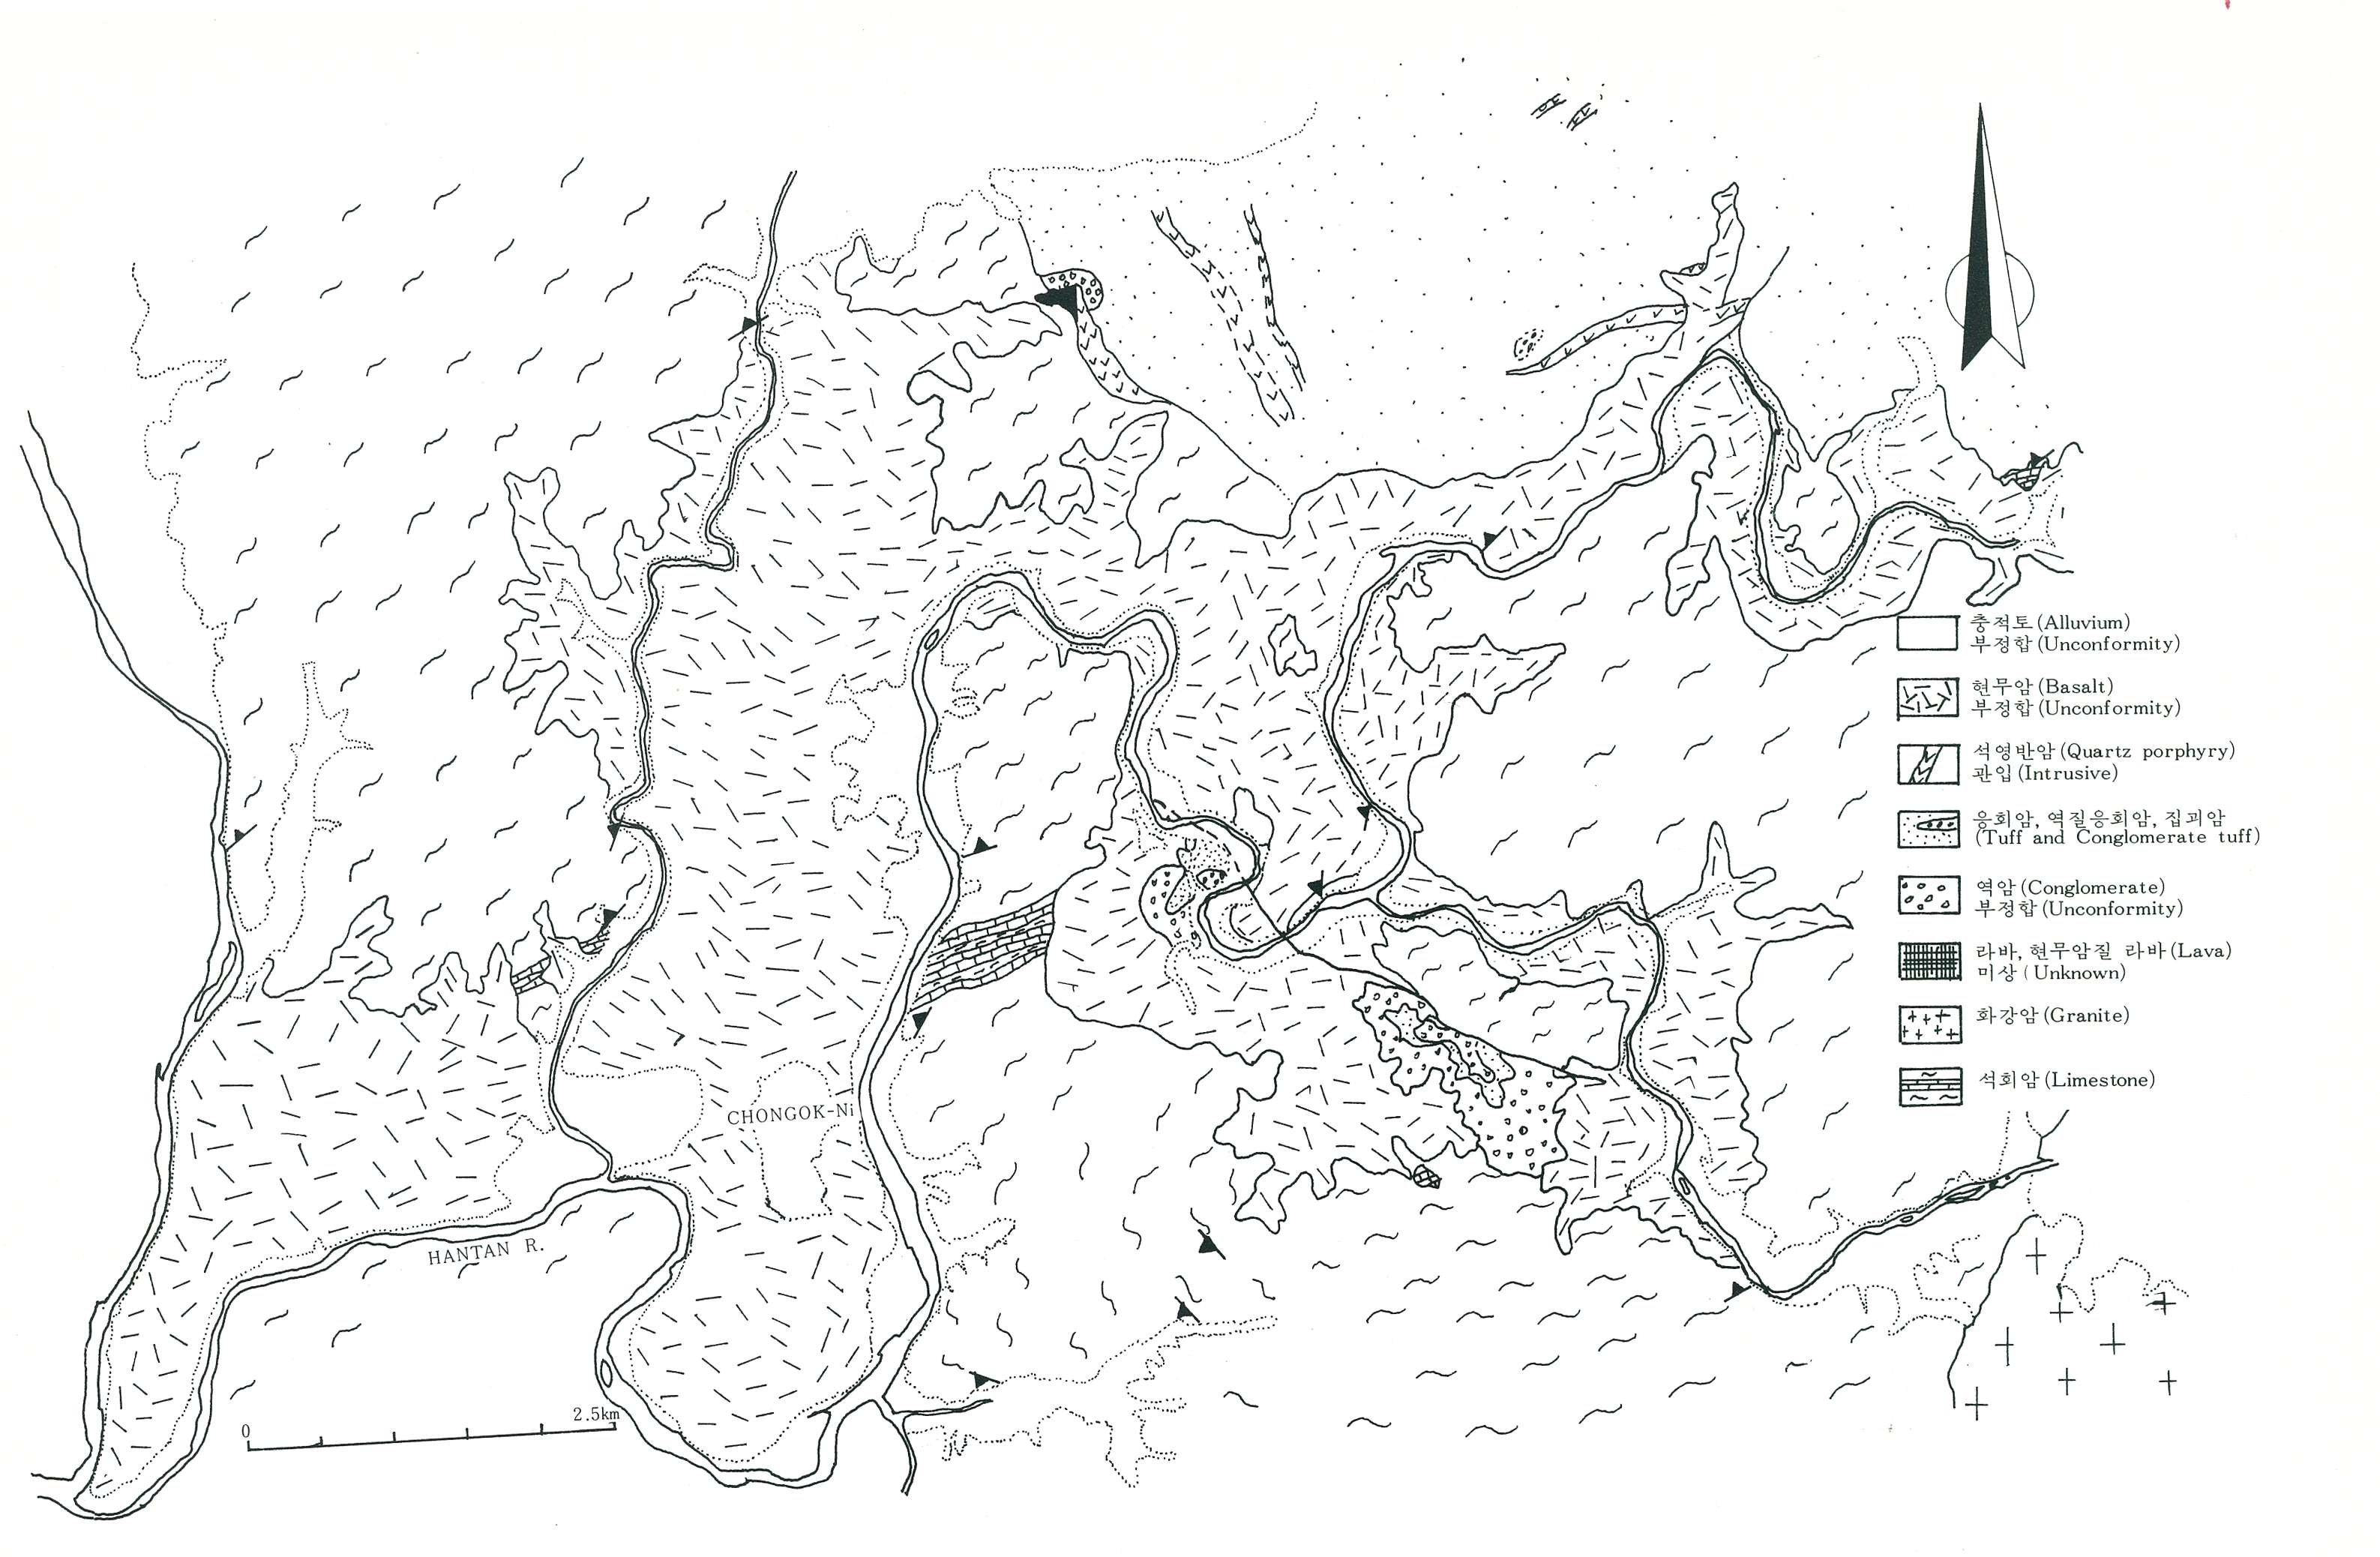 충적토(Alluvium)
부정합(Unconformity)
현무암(Basalt)
부정합(Unconformity)
석영반암(Quartz porphyry)
관입(Intrusive)
응회암, 역질응회암, 집괴암
(Tuff and Conglomerate tuff)
역암(Conglomerate)
부정합(Unconformity)
라바, 현무암질 라바(Lava)
미상(Unknown)
화강암(Granite)
석회암(Limestone)
CHONGOK-Ni
HANTAN R.
0
2.5km